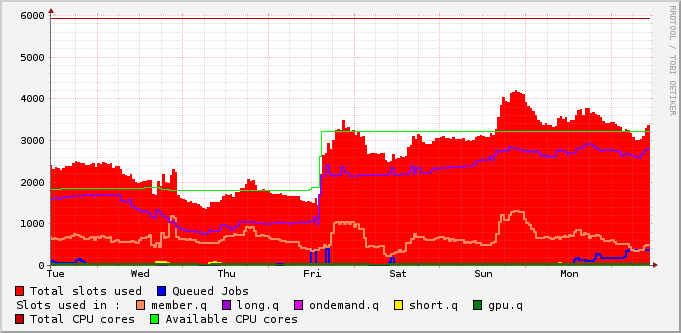 6000
5000
4000
3000
2000
1000
0
Tue Wed Thu Fri Sat Sun Mon
Total slots used Queued Jobs
Slots used in : member.q long.q ondemand.q short.q gpu.q
Total CPU cores Available CPU cores
RRDTOOL / TOBI OETIKER